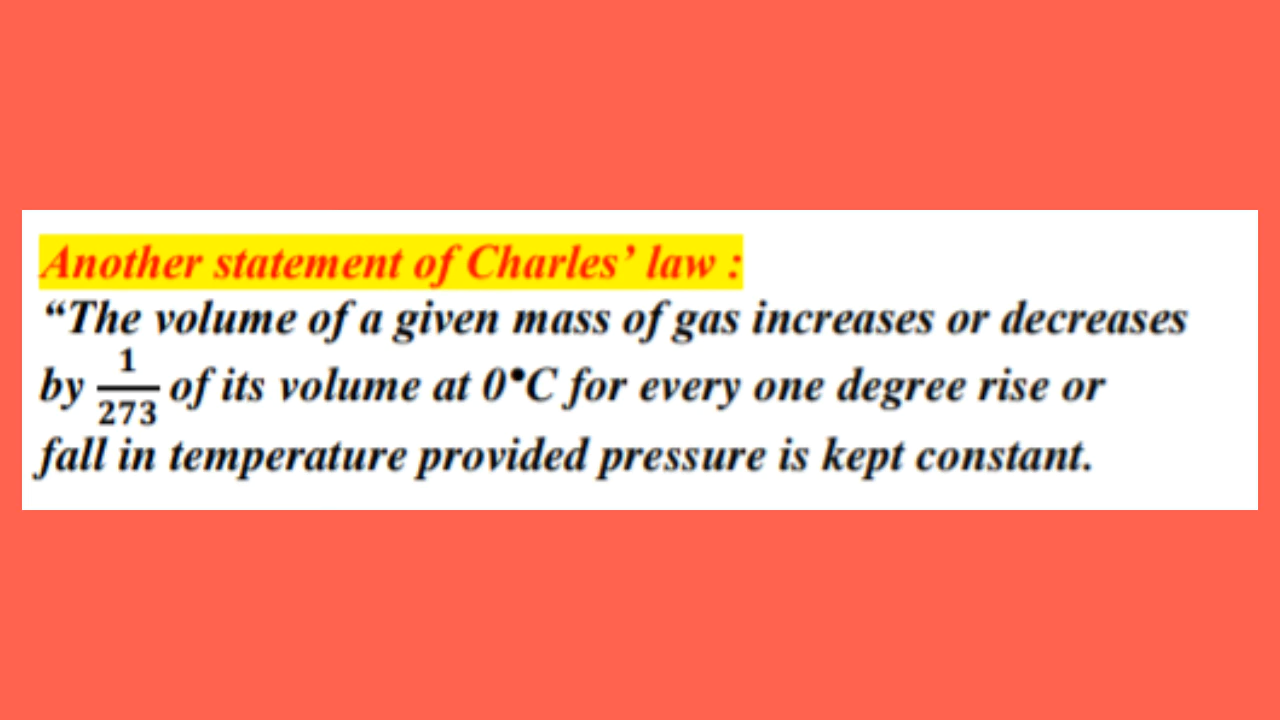 Another statement of Charles’ law :
“The volume of a given mass of gas increases or decreases
by 1/273 of its volume at 0•C for every one degree rise or
fall in temperature provided pressure is kept constant.